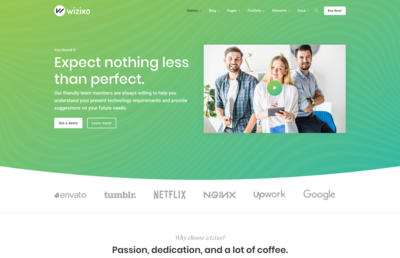 wizixo
Demos Blog Pages Portfolio Elements Docs Buy Now!
Expect nothing less
than perfect.
Our friendly team members are always willing to help you
understand your present technology requirements and provide
suggestions on your future needs.
Get a demo Learn more!
envato tumblr. NETFLIX NGINX Upwork Google
Why choose wizixo?
Passion, dedication, and a lot of coffee.